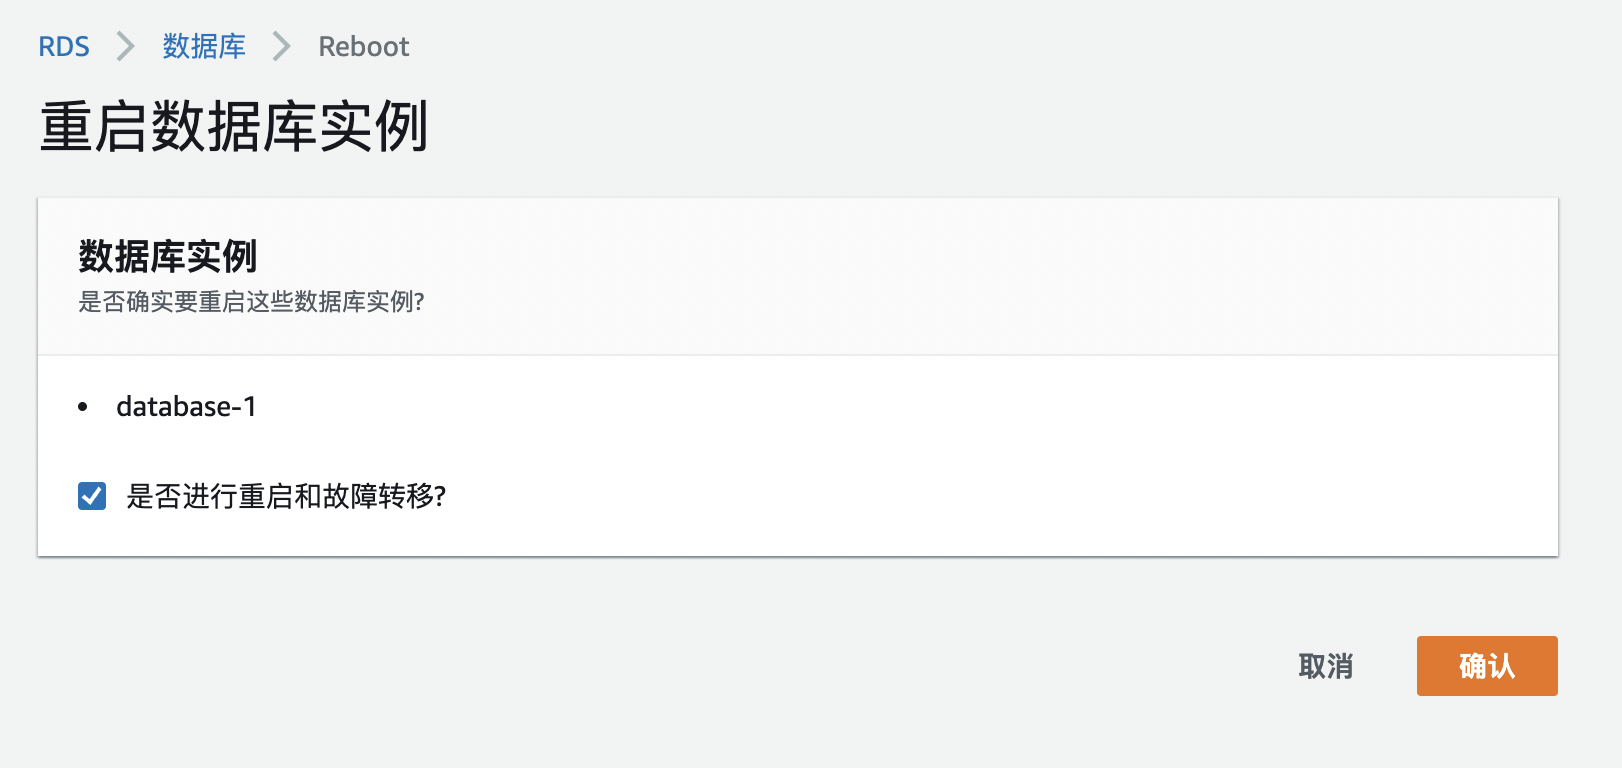 RDS 数据库 Reboot
重启数据库实例
数据库实例
是否确实要重启这些数据库实例?
database-1
是否进行重启和故障转移?
取消 确认